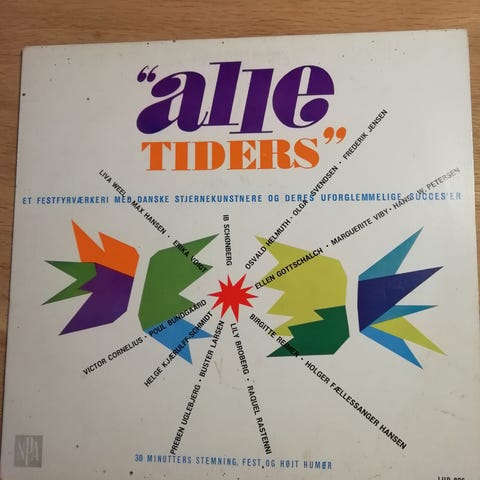 "alle
TIDERS"
ET FESTFYRVÆRKERI MED DANSKE STJERNEKUNSTNERE OG DERES UFORGLEMMELIGE SUCCES'ER
LIVA WEEL · MAX HANSEN · ERIKA VOIGT
IB SCHØNBERG
OSVALD HELMUTH · OLGA SVENDSEN · FREDERIK JENSEN
ELLEN GOTTSCHALCH · MARGUERITE VIBY · HANS W. PETERSEN
VICTOR CORNELIUS · POUL BUNDGAARD
HELGE KJÆRULFF-SCHMIDT
PREBEN UGLEBJERG · BUSTER LARSEN
LILY BROBERG · RAQUEL RASTENNI
BIRGITTE REIMER · HOLGER FÆLLESSANGER HANSEN
30 MINUTTERS STEMNING, FEST OG HØJT HUMØR
NPA